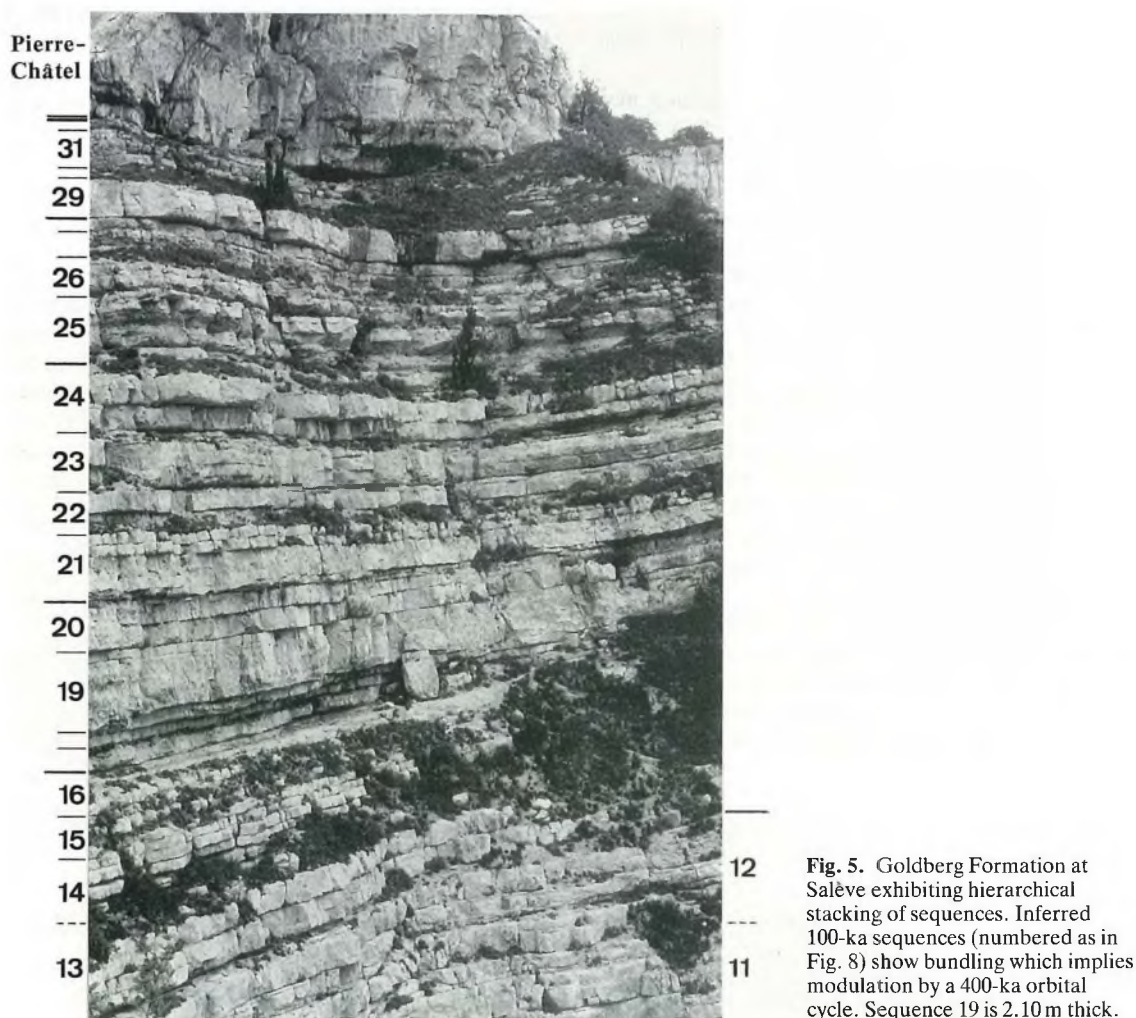 Pierre-
Châtel
31
29
26
25
24
23
22
21
20
19
16
15
14
13
12
11
Fig. 5. Goldberg Formation at
Salève exhibiting hierarchical
stacking of sequences. Inferred
100-ka sequences (numbered as in
Fig. 8) show bundling which implies
modulation by a 400-ka orbital
cycle. Sequence 19 is 2.10 m thick.